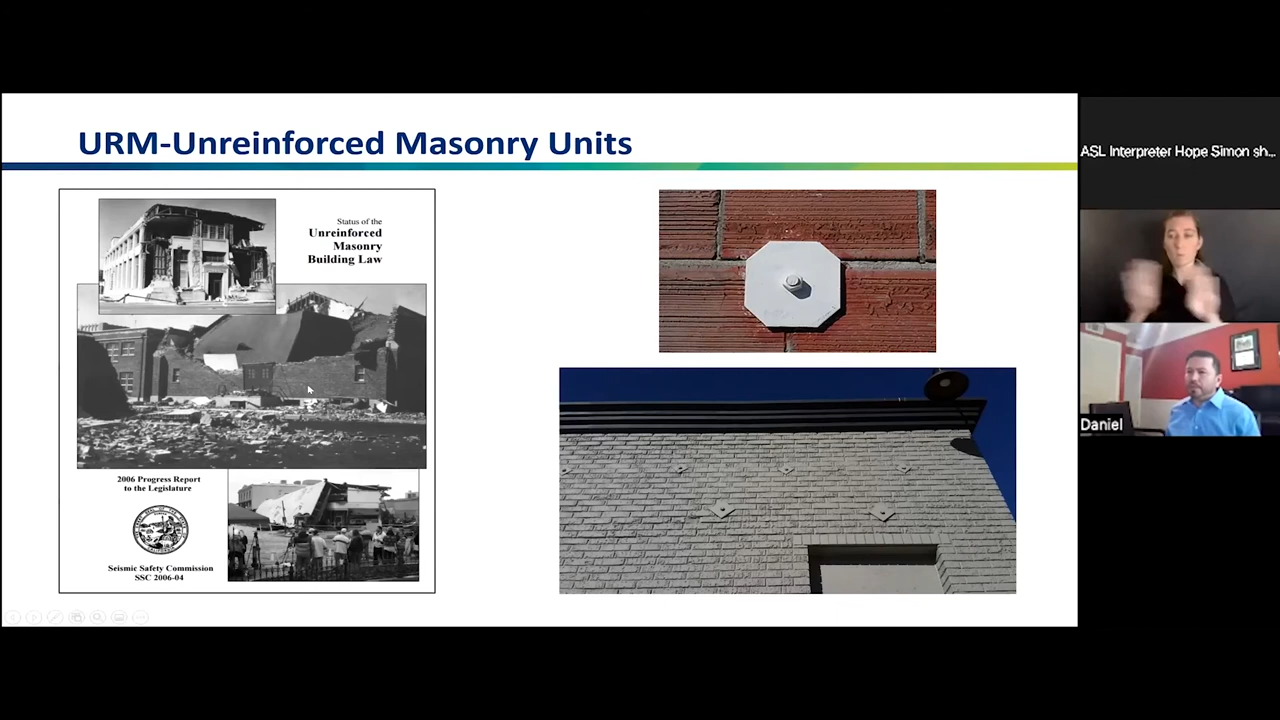 URM-Unreinforced Masonry Units
Status of the
Unreinforced
Masonry
Building Law
2006 Progress Report
to the Legislature
Seismic Safety Commission
SSC 2006-04
ASL Interpreter Hope Simon sh...
Daniel